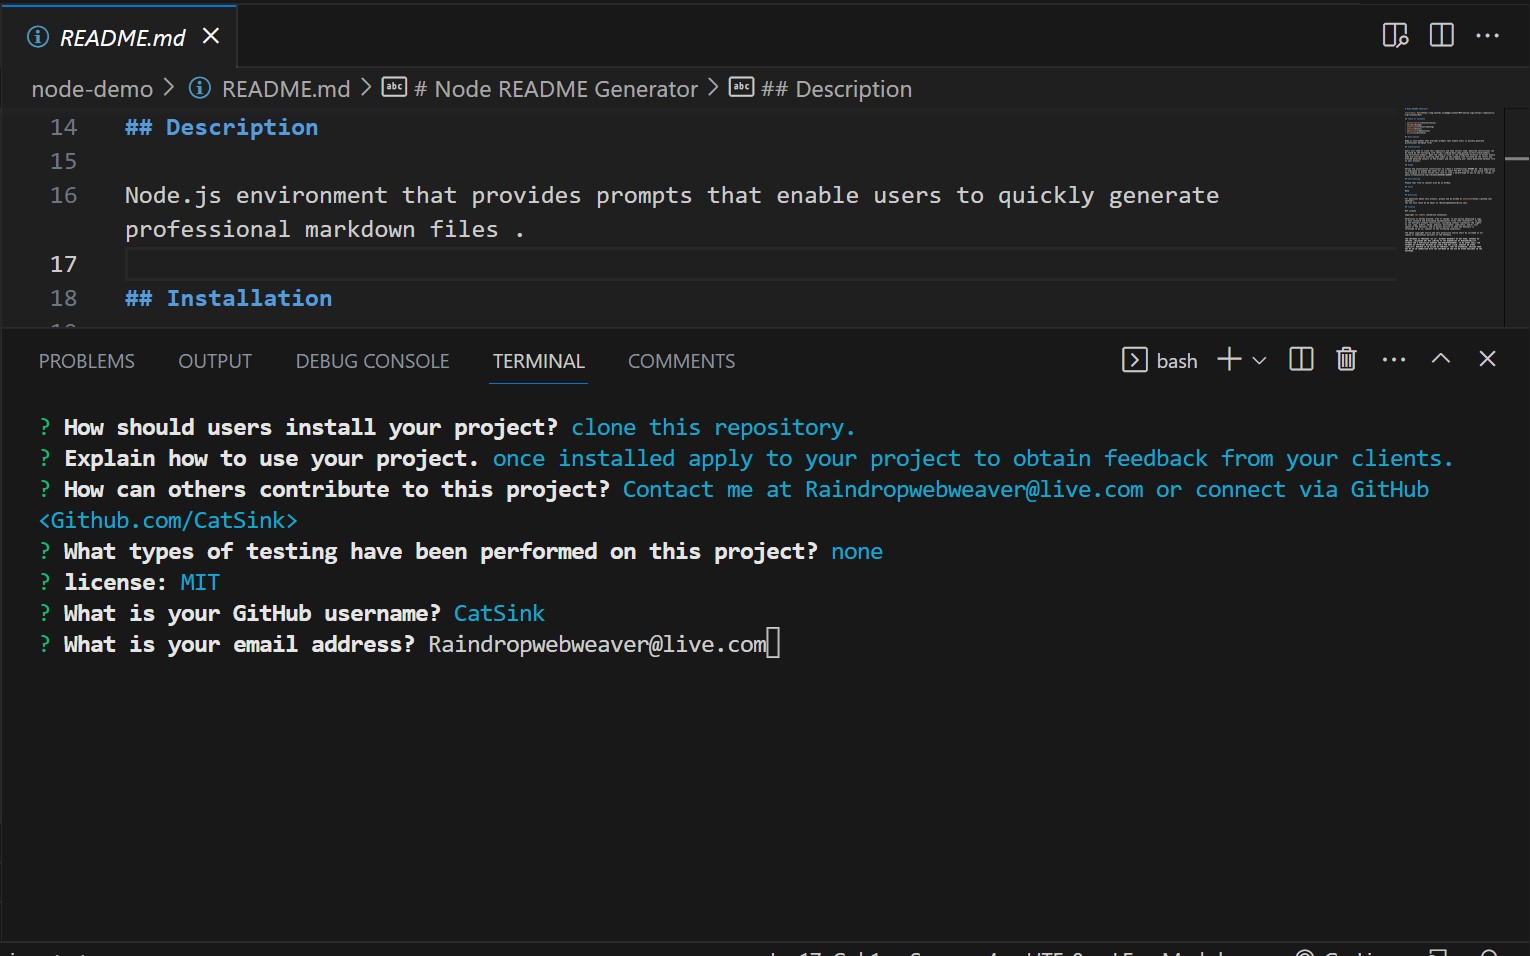 README.md
node-demo > README.md > # Node README Generator > ## Description
14 ## Description
15
16 Node.js environment that provides prompts that enable users to quickly generate
professional markdown files .
17
18 ## Installation
PROBLEMS OUTPUT DEBUG CONSOLE TERMINAL COMMENTS bash
? How should users install your project? clone this repository.
? Explain how to use your project. once installed apply to your project to obtain feedback from your clients.
? How can others contribute to this project? Contact me at Raindropwebweaver@live.com or connect via GitHub
<Github.com/CatSink>
? What types of testing have been performed on this project? none
? license: MIT
? What is your GitHub username? CatSink
? What is your email address? Raindropwebweaver@live.com